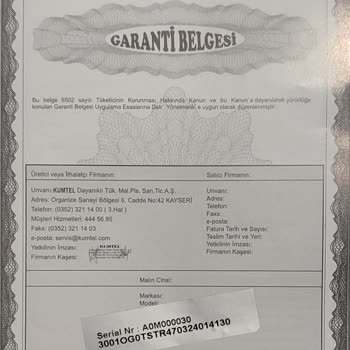 GARANTİ BELGESİ
Bu belge 6502 sayılı Tüketicinin Korunması Hakkında Kanun ve bu Kanun'a dayanılarak yürürlüğe
konulan Garanti Belgesi Uygulama Esaslarına Dair Yönetmelik'e uygun olarak düzenlenmiştir.
Üretici veya İthalatçı Firmanın:
Unvanı: KUMTEL Dayanıklı Tük. Mal. Pls. San. Tic. A.Ş.
Adres: Organize Sanayi Bölgesi 6. Cadde No:42 KAYSERİ
Telefon: (0352) 321 14 00 ( 3.Hat )
Müşteri Hizmetleri: 444 56 85
Faks: (0352) 321 14 03
e-posta: servis@kumtel.com
Yetkilinin İmzası:
Firmanın Kaşesi:
KUMTEL
Satıcı Firmanın:
Unvanı:
Adres:
Telefon:
Faks:
e-posta:
Fatura Tarih ve Sayısı:
Teslim Tarihi ve Yeri:
Yetkilinin İmzası:
Firmanın Kaşesi:
Malın Cinsi:
Markası:
Model:
Serial Nr : A0M000030
3001OG0TSTR470324014130